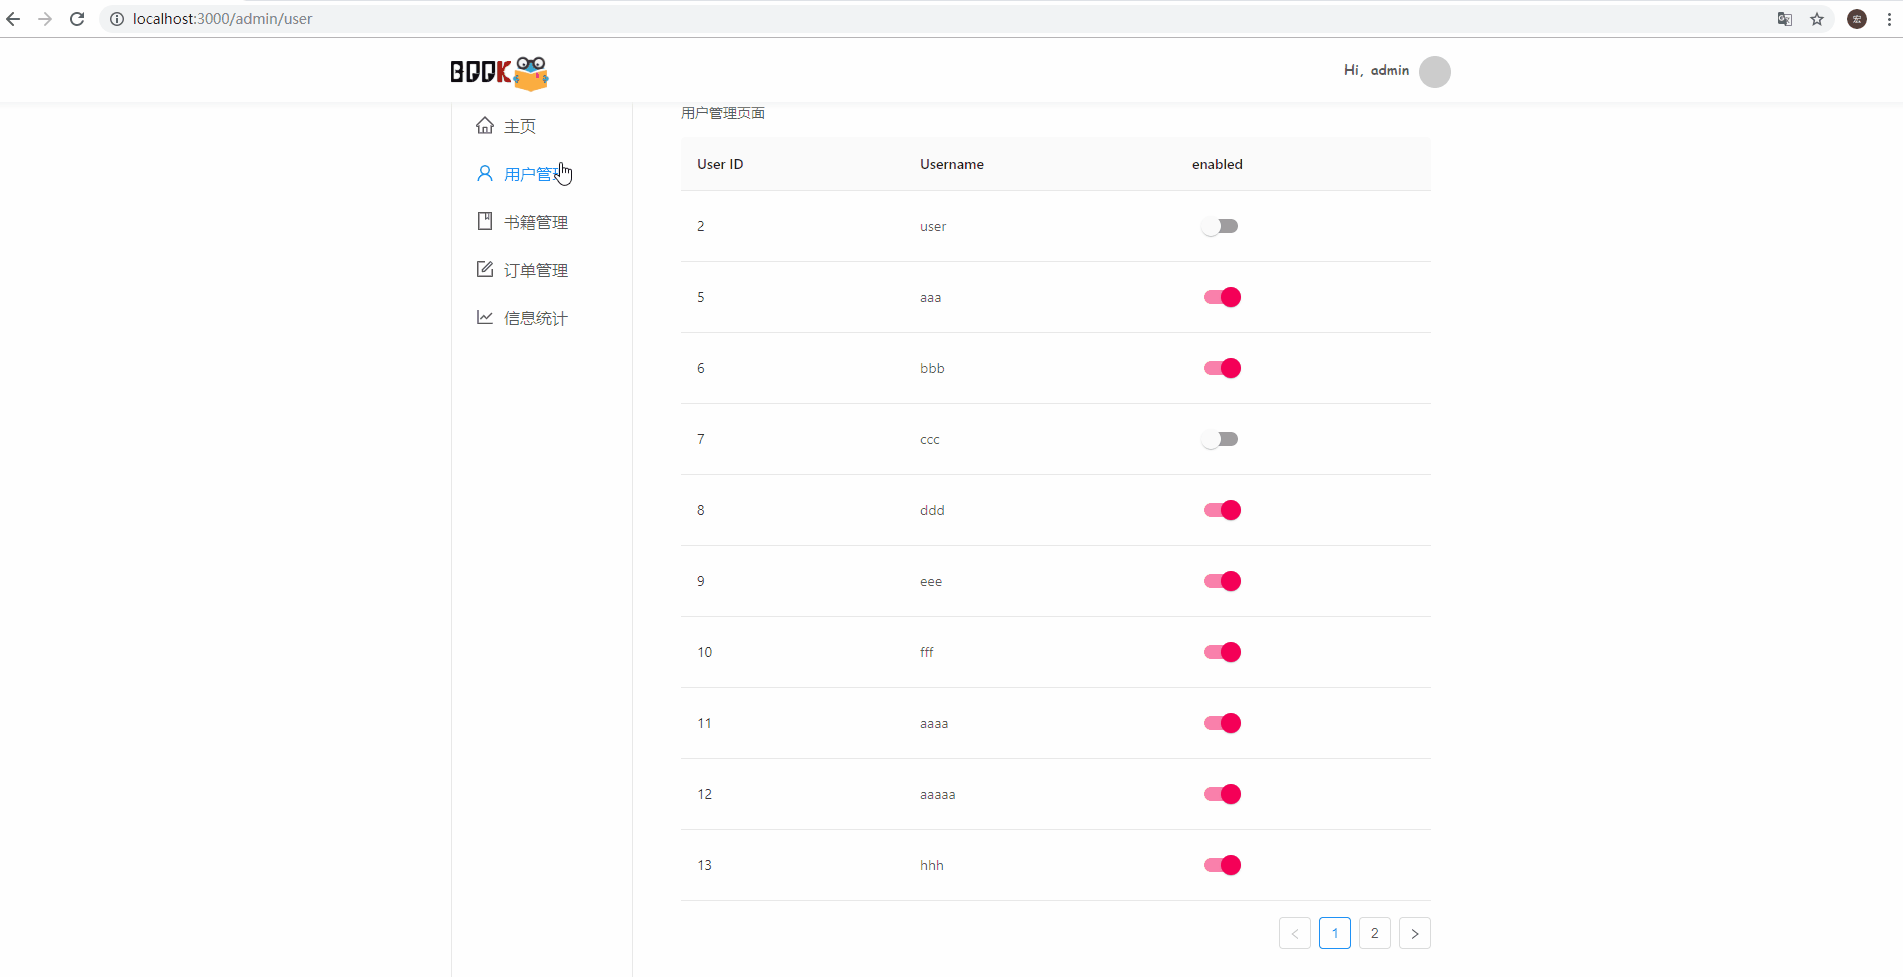 localhost:3000/admin/user
宏
BOOK
Hi, admin
主页
用户管理
书籍管理
订单管理
信息统计
用户管理页面
User ID Username enabled
2 user
5 aaa
6 bbb
7 ccc
8 ddd
9 eee
10 fff
11 aaaa
12 aaaaa
13 hhh
< 1 2 >